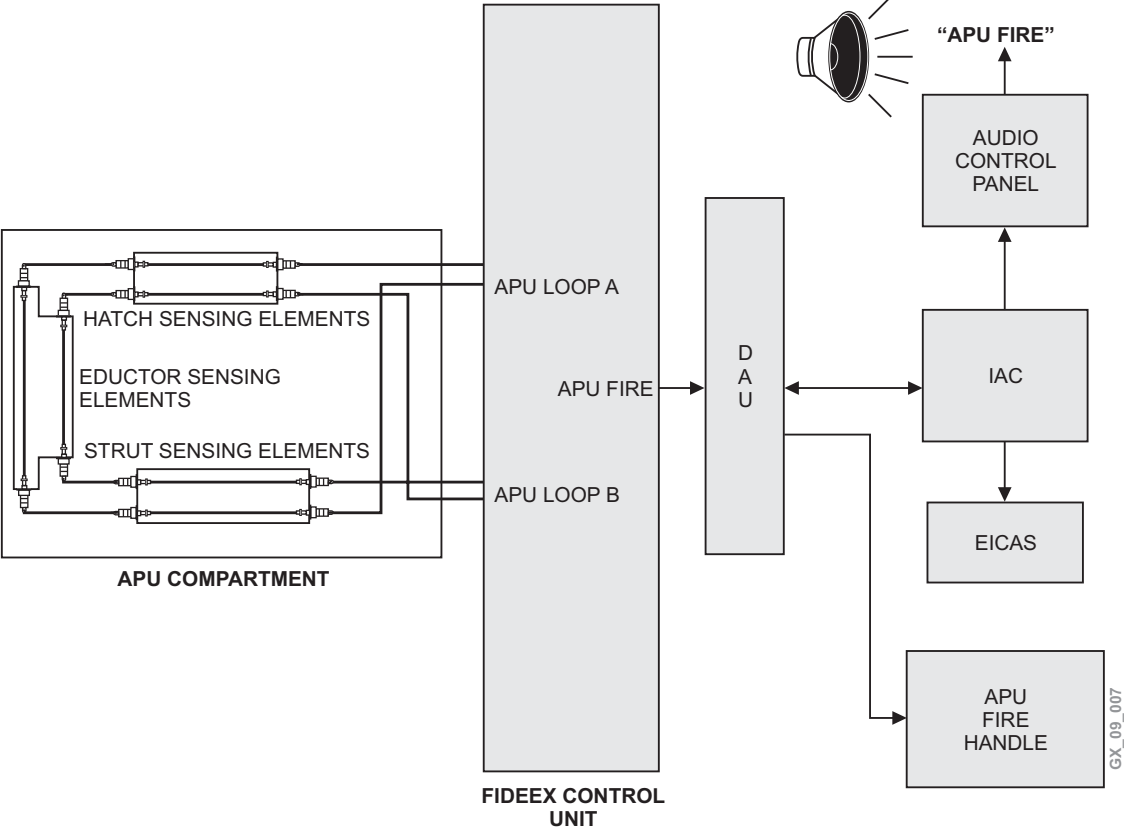 “APU FIRE”
AUDIO
CONTROL
PANEL
APU LOOP A
HATCH SENSING ELEMENTS
EDUCTOR SENSING
ELEMENTS
STRUT SENSING ELEMENTS
APU FIRE
D
A
U
IAC
APU LOOP B
EICAS
APU COMPARTMENT
APU
FIRE
HANDLE
GX_09_007
FIDEEX CONTROL
UNIT